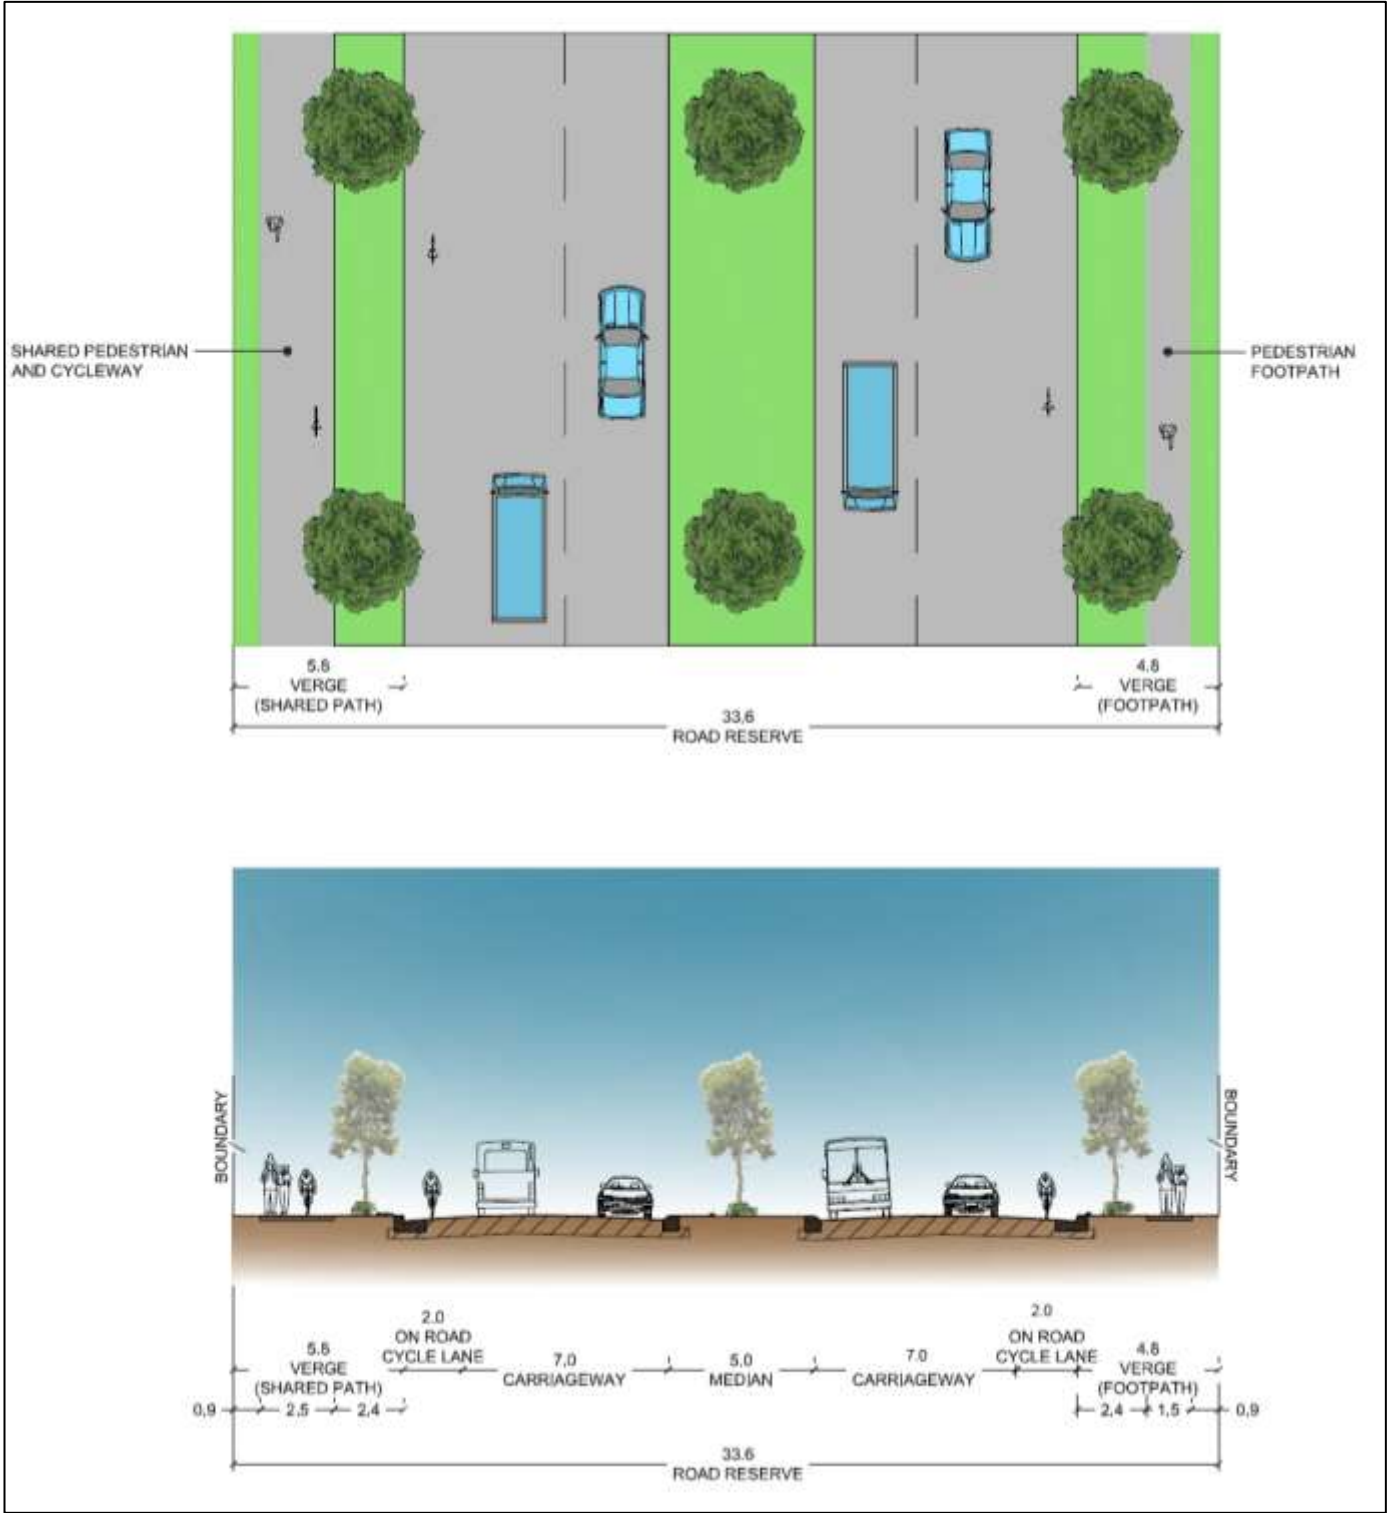 SHARED PEDESTRIAN
AND CYCLEWAY
PEDESTRIAN
FOOTPATH
5.8
VERGE
(SHARED PATH)
4.8
VERGE
(FOOTPATH)
33.6
ROAD RESERVE
BOUNDARY
BOUNDARY
2.0
ON ROAD
CYCLE LANE
2.0
ON ROAD
CYCLE LANE
5.8
VERGE
(SHARED PATH)
7.0
CARRIAGEWAY
5.0
MEDIAN
7.0
CARRIAGEWAY
4.8
VERGE
(FOOTPATH)
0.9
2.5
2.4
2.4
1.5
0.9
33.6
ROAD RESERVE